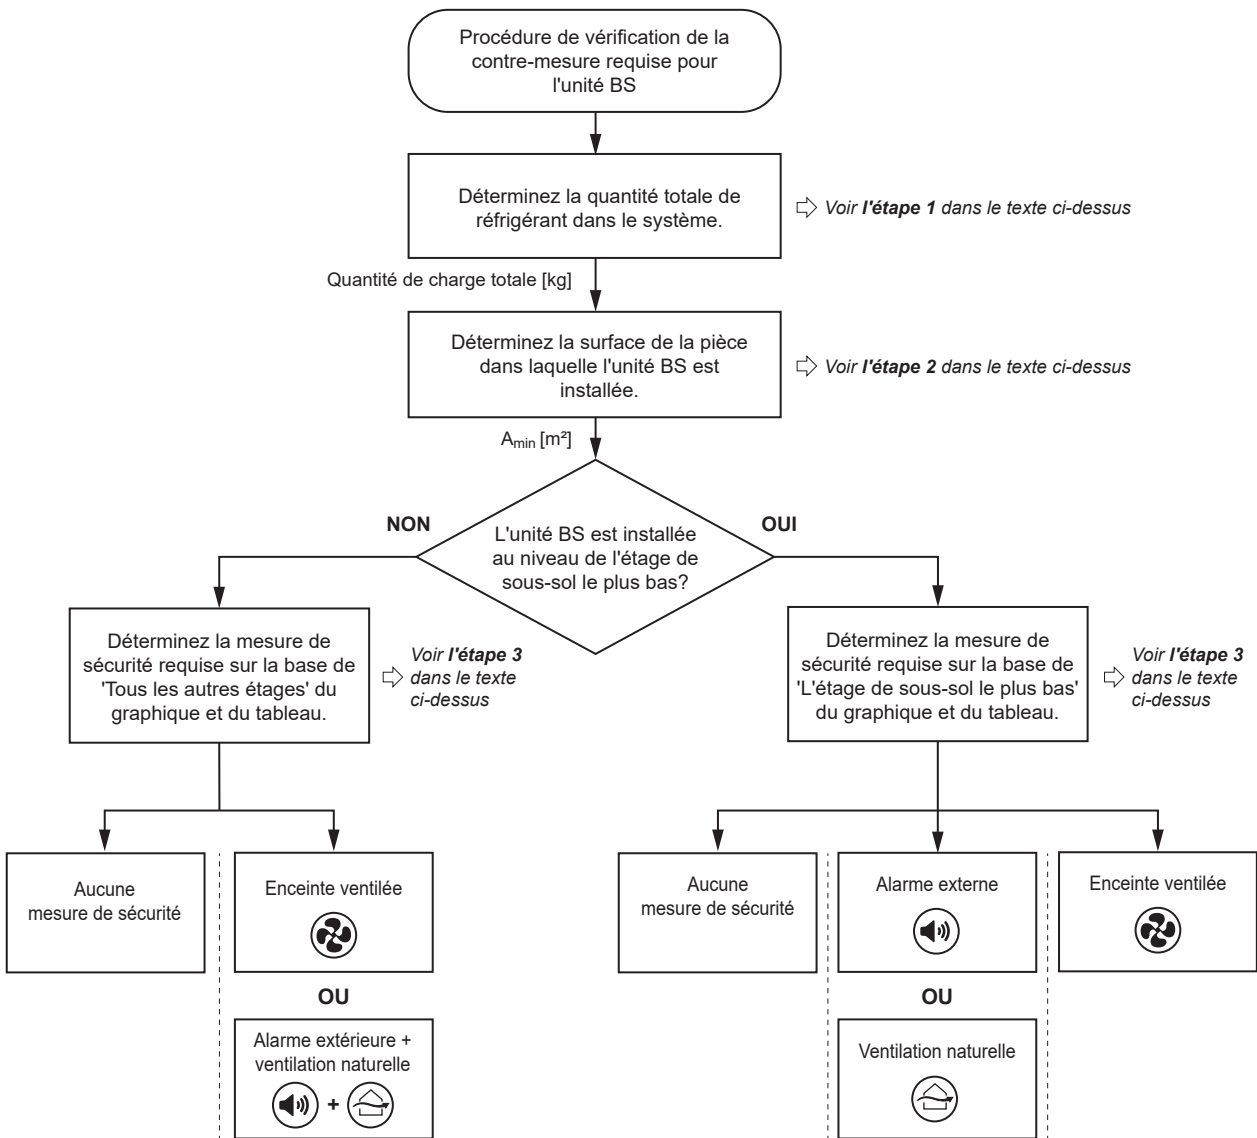 Procédure de vérification de la
contre-mesure requise pour
l'unité BS
Déterminez la quantité totale de
réfrigérant dans le système.
Voir l'étape 1 dans le texte ci-dessus
Quantité de charge totale [kg]
Déterminez la surface de la pièce
dans laquelle l'unité BS est
installée.
Voir l'étape 2 dans le texte ci-dessus
Amin [m²]
NON
L'unité BS est installée
au niveau de l'étage de
sous-sol le plus bas?
OUI
Déterminez la mesure de
sécurité requise sur la base de
'Tous les autres étages' du
graphique et du tableau.
Voir l'étape 3
dans le texte
ci-dessus
Déterminez la mesure de
sécurité requise sur la base de
'L'étage de sous-sol le plus bas'
du graphique et du tableau.
Voir l'étape 3
dans le texte
ci-dessus
Aucune
mesure de sécurité
Enceinte ventilée
OU
Alarme extérieure +
ventilation naturelle
+
Aucune
mesure de sécurité
Alarme externe
OU
Ventilation naturelle
Enceinte ventilée